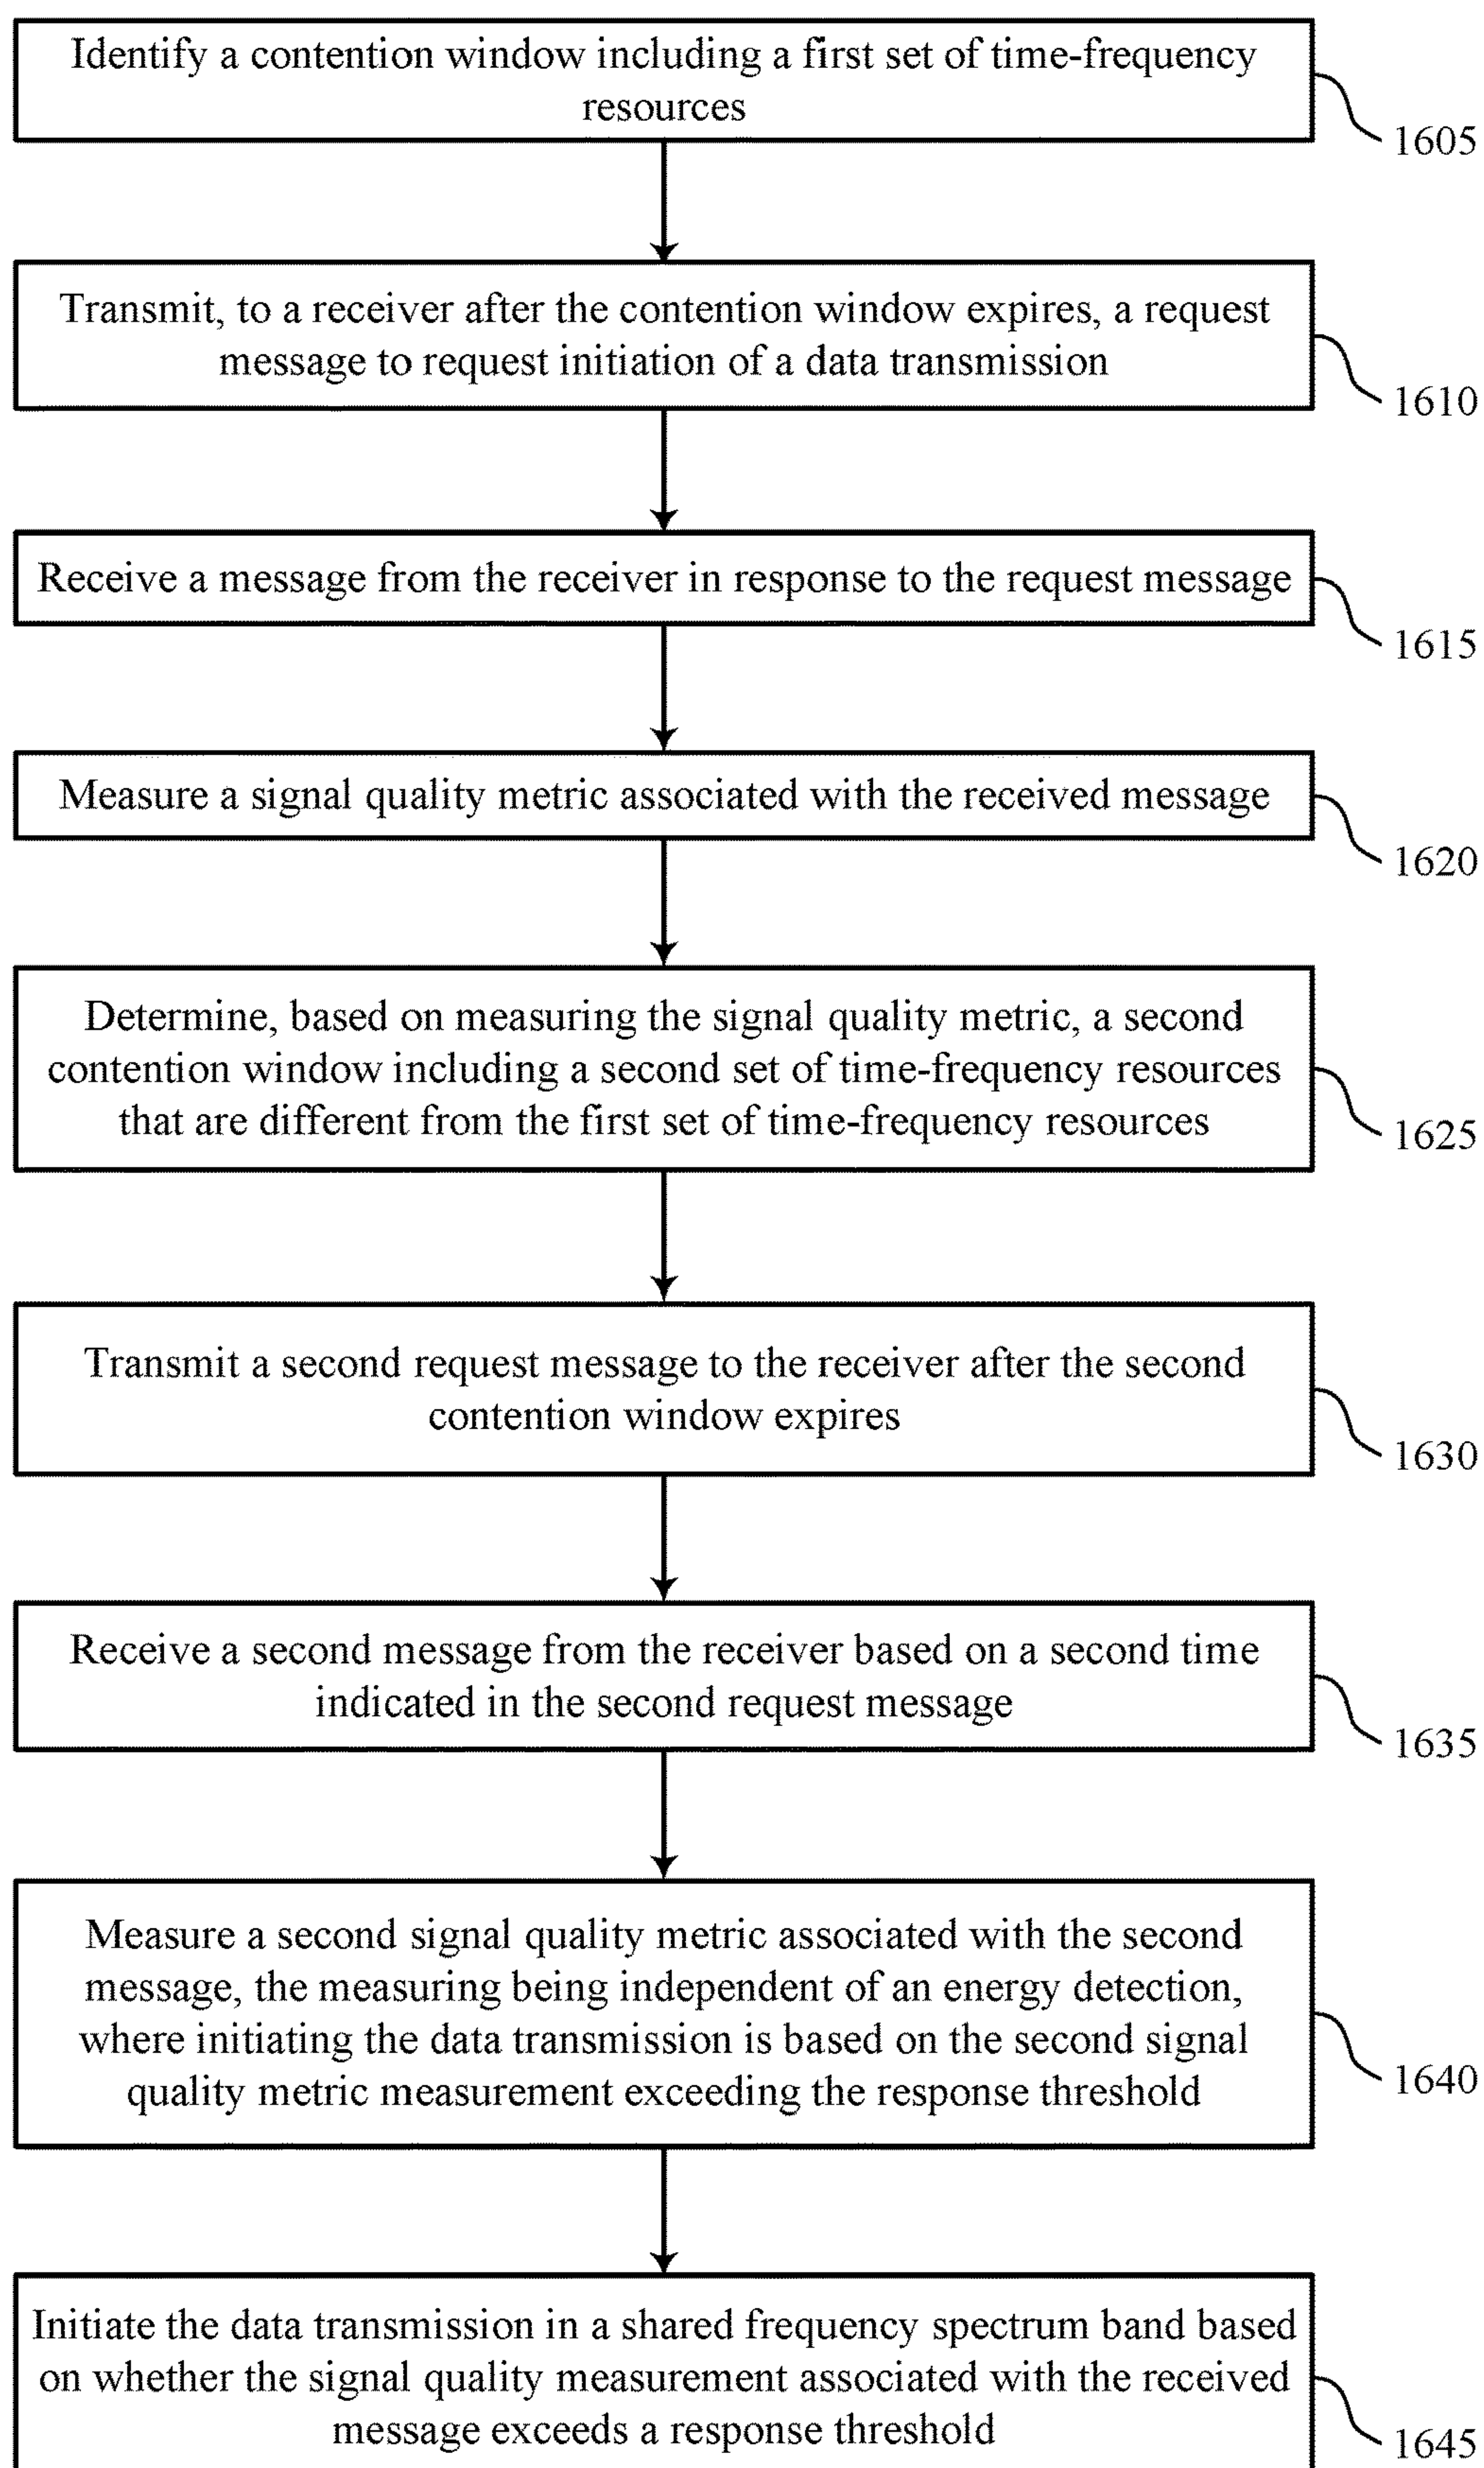 Identify a contention window including a first set of time-frequency
resources
1605
Transmit, to a receiver after the contention window expires, a request
message to request initiation of a data transmission
1610
Receive a message from the receiver in response to the request message
1615
Measure a signal quality metric associated with the received message
1620
Determine, based on measuring the signal quality metric, a second
contention window including a second set of time-frequency resources
that are different from the first set of time-frequency resources
1625
Transmit a second request message to the receiver after the second
contention window expires
1630
Receive a second message from the receiver based on a second time
indicated in the second request message
1635
Measure a second signal quality metric associated with the second
message, the measuring being independent of an energy detection,
where initiating the data transmission is based on the second signal
quality metric measurement exceeding the response threshold
1640
Initiate the data transmission in a shared frequency spectrum band based
on whether the signal quality measurement associated with the received
message exceeds a response threshold
1645